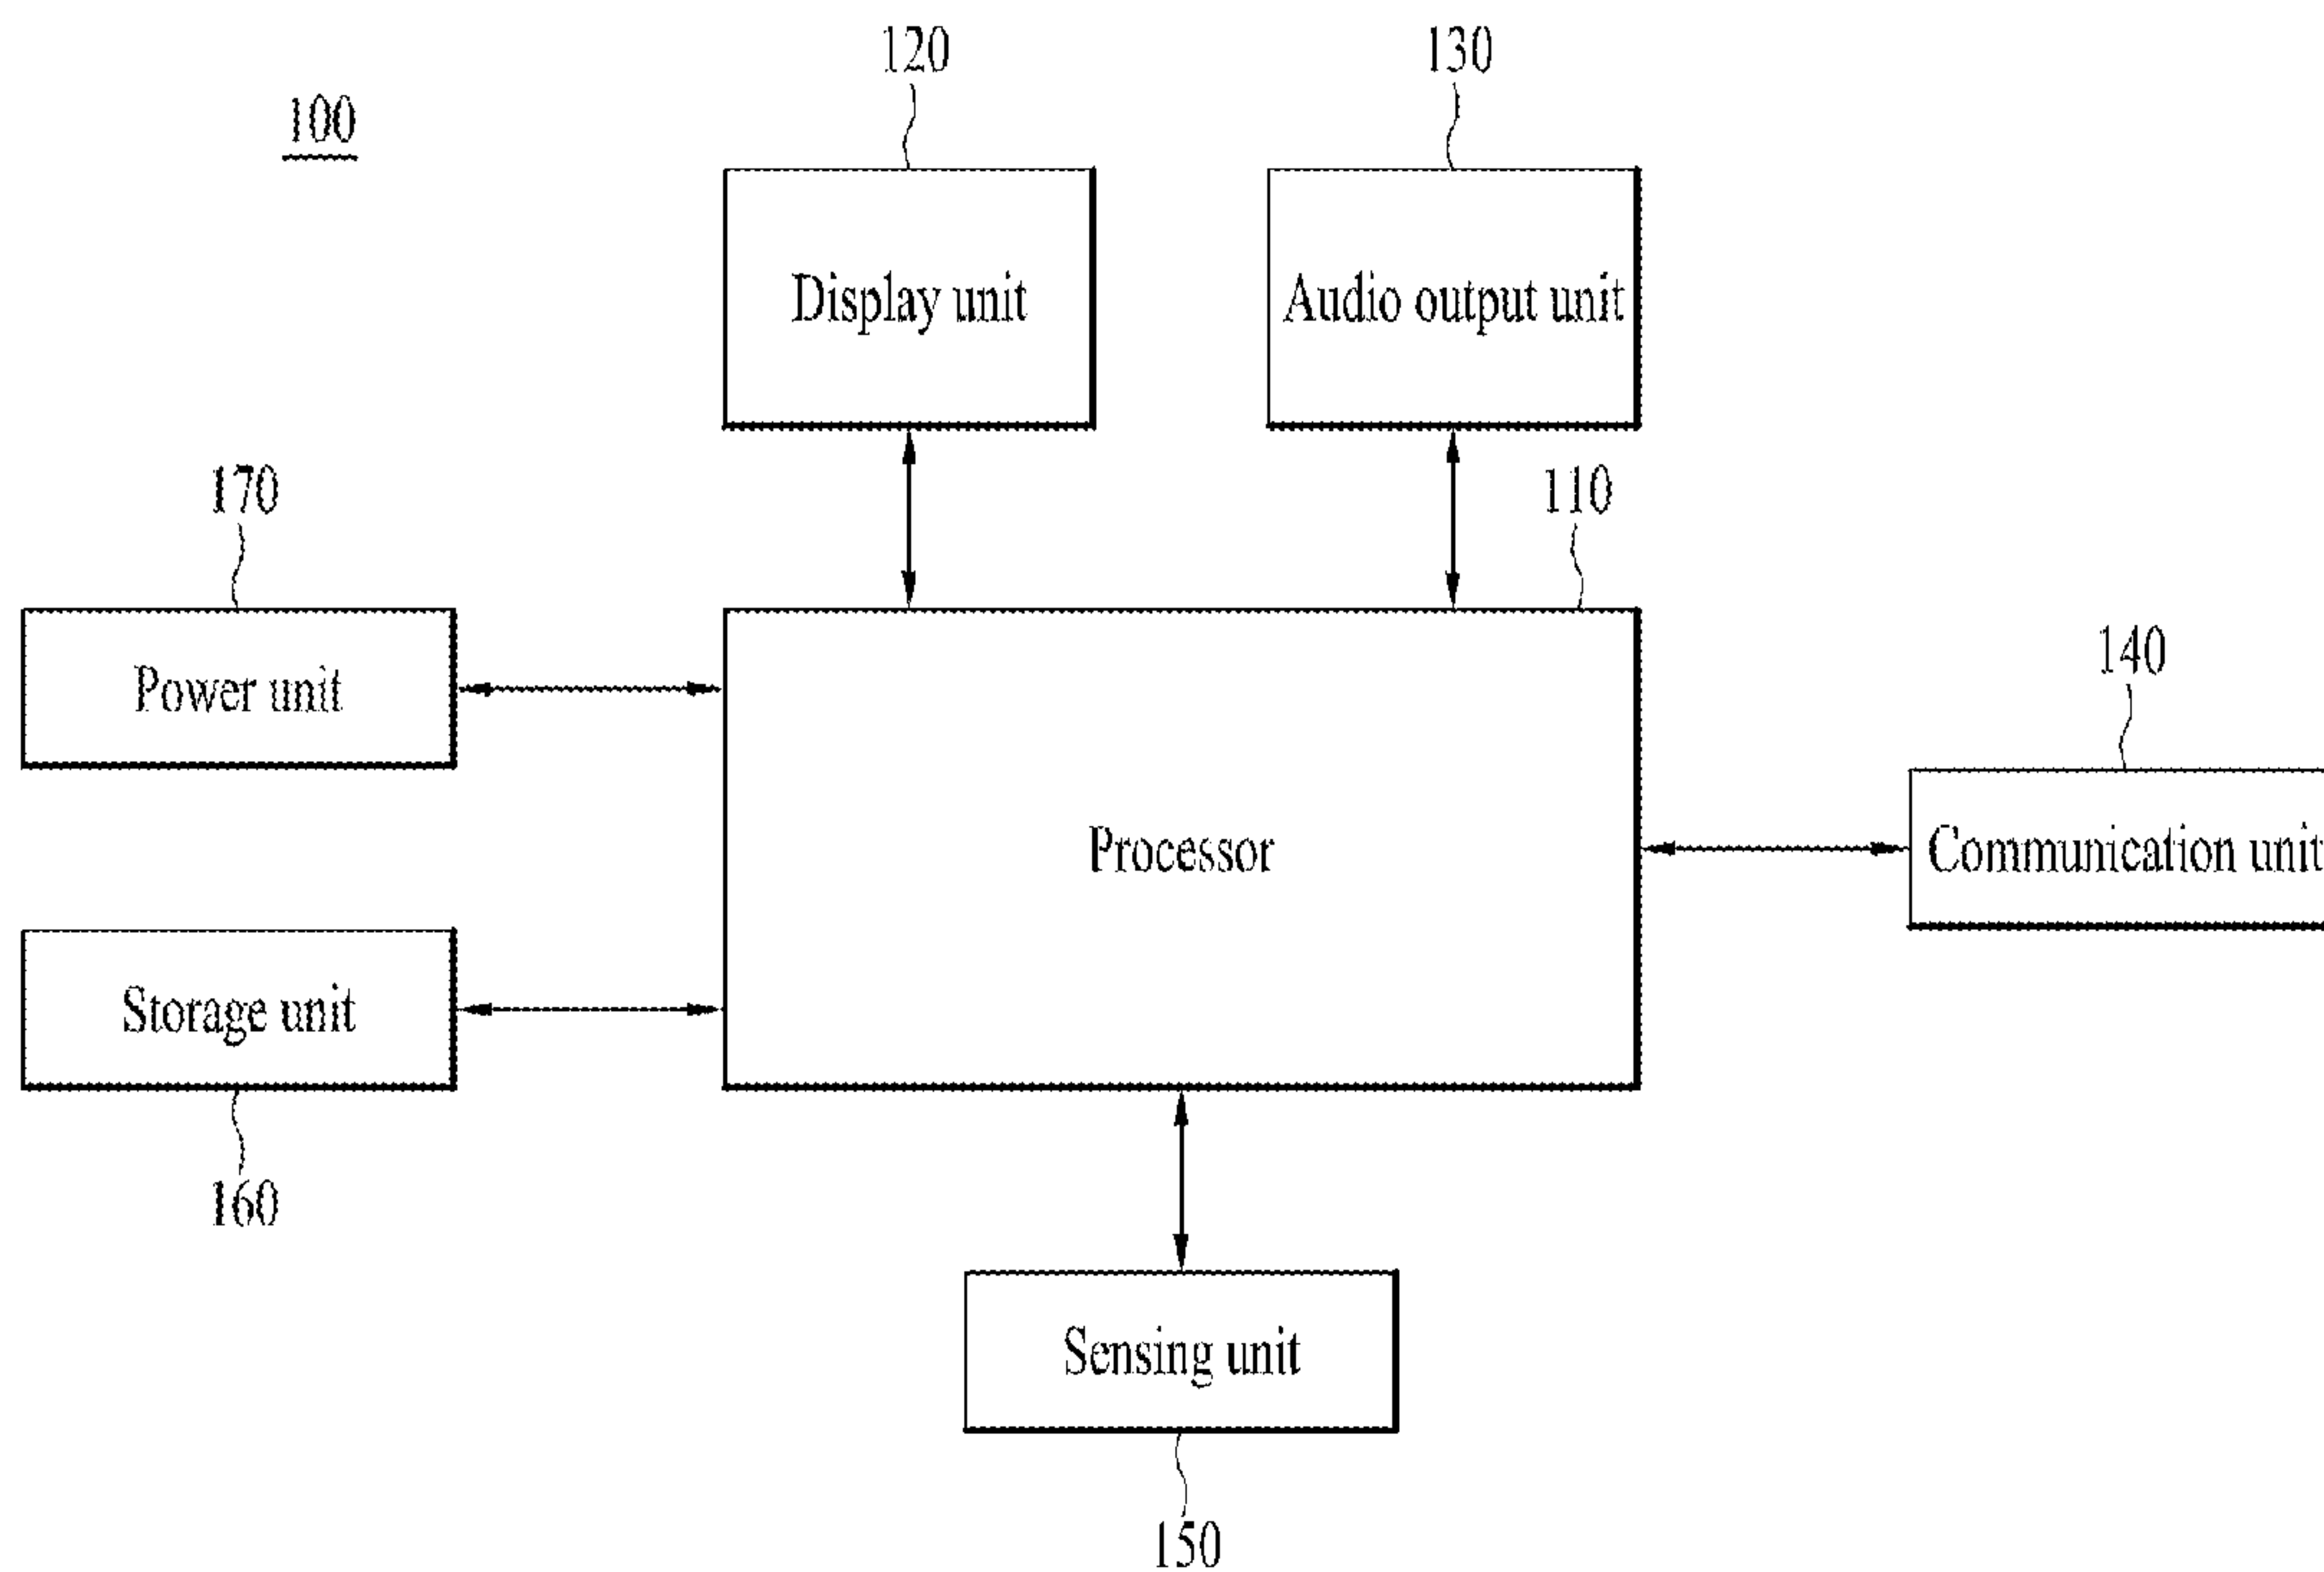 120
130
100
Display unit
Audio output unit
170
110
140
Power unit
Processor
Communication unit
Storage unit
160
Sensing unit
150